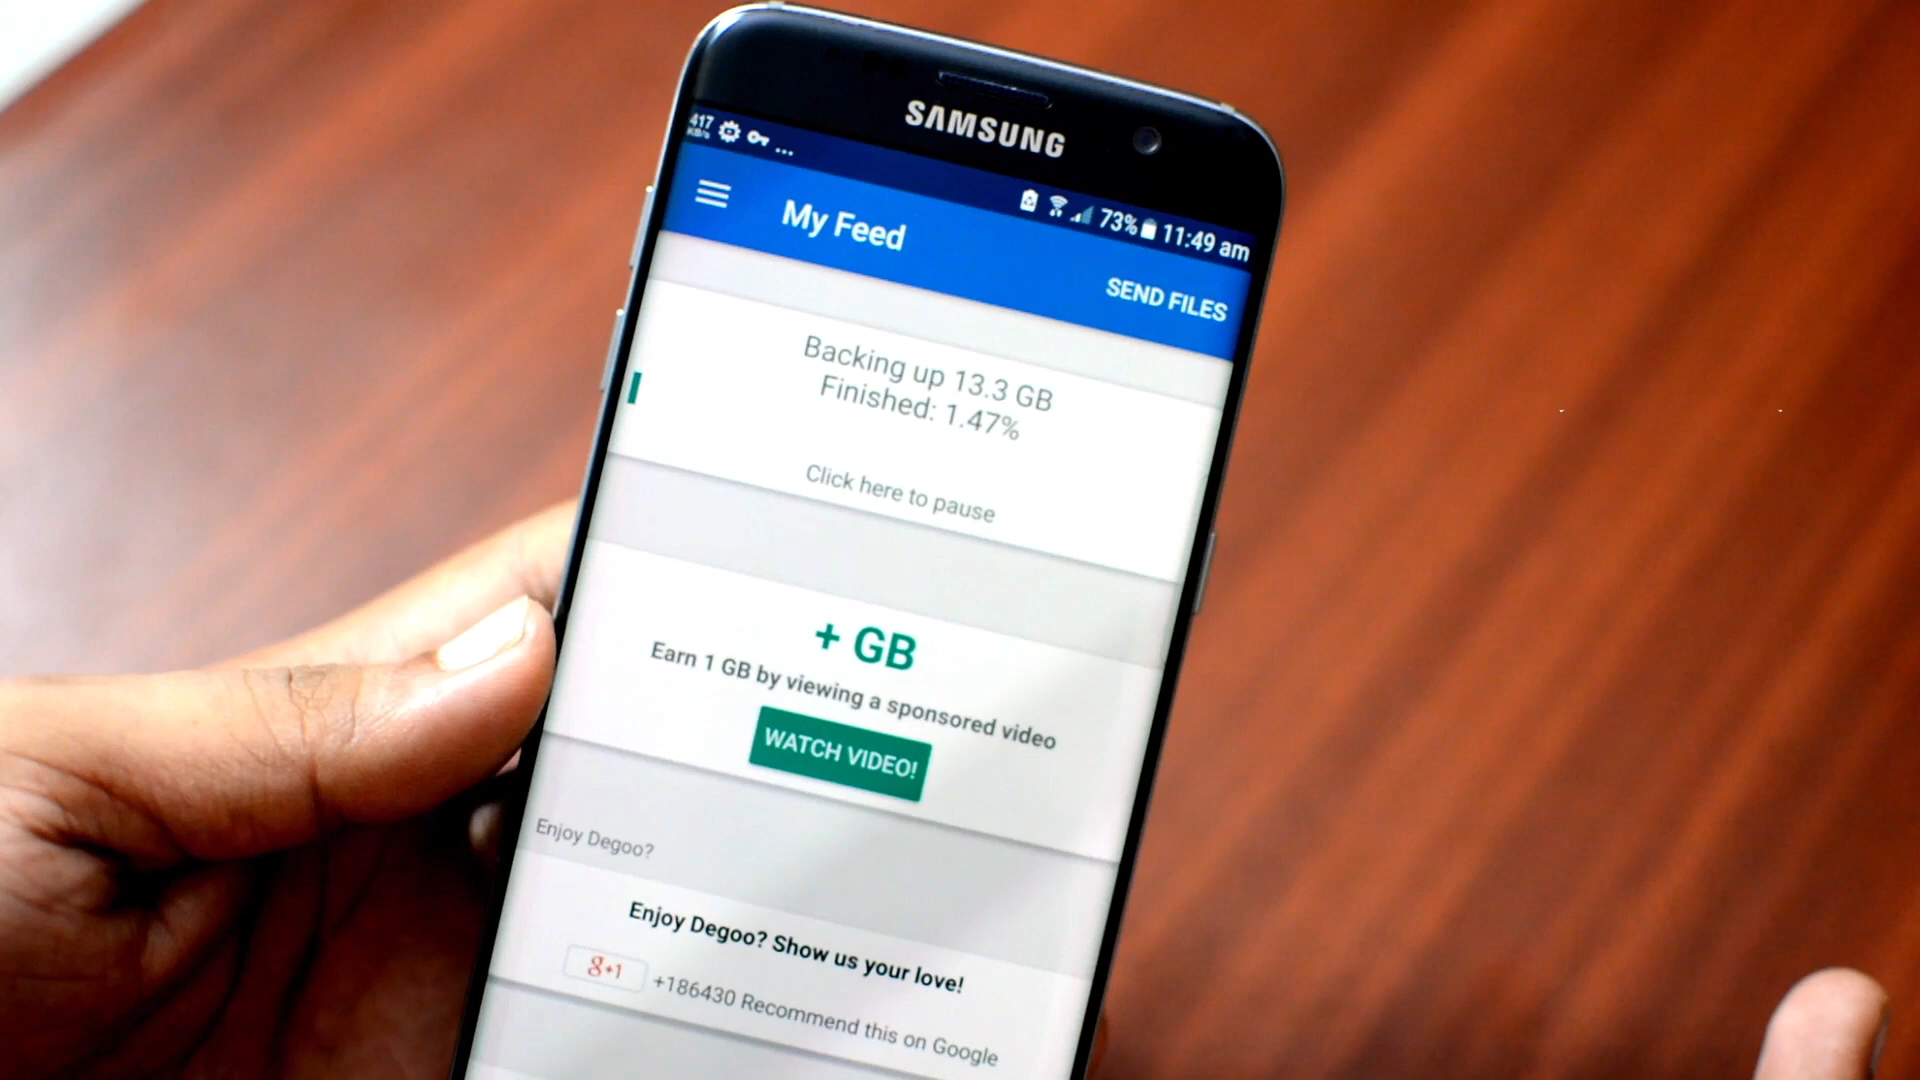 SAMSUNG
417
KB/s
...
73% 11:49 am
My Feed
SEND FILES
Backing up 13.3 GB
Finished: 1.47%
Click here to pause
+ GB
Earn 1 GB by viewing a sponsored video
WATCH VIDEO!
Enjoy Degoo?
Enjoy Degoo? Show us your love!
g+1 +186430 Recommend this on Google